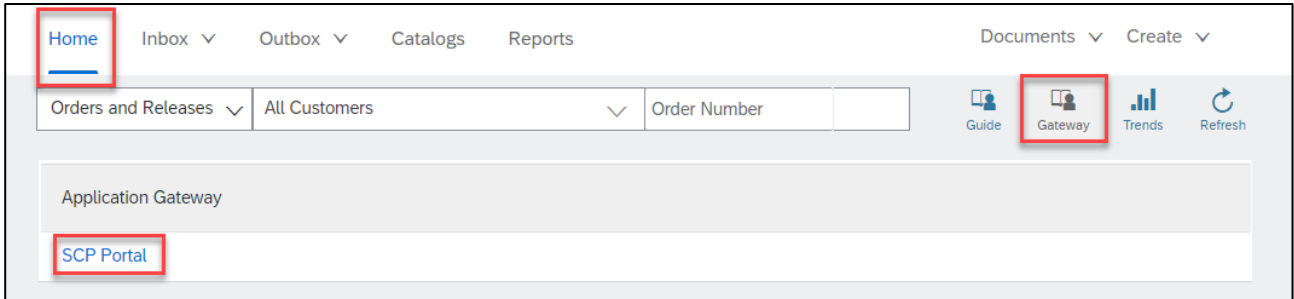 Home Inbox Outbox Catalogs Reports Documents Create
Orders and Releases All Customers Order Number
Guide Gateway Trends Refresh
Application Gateway
SCP Portal